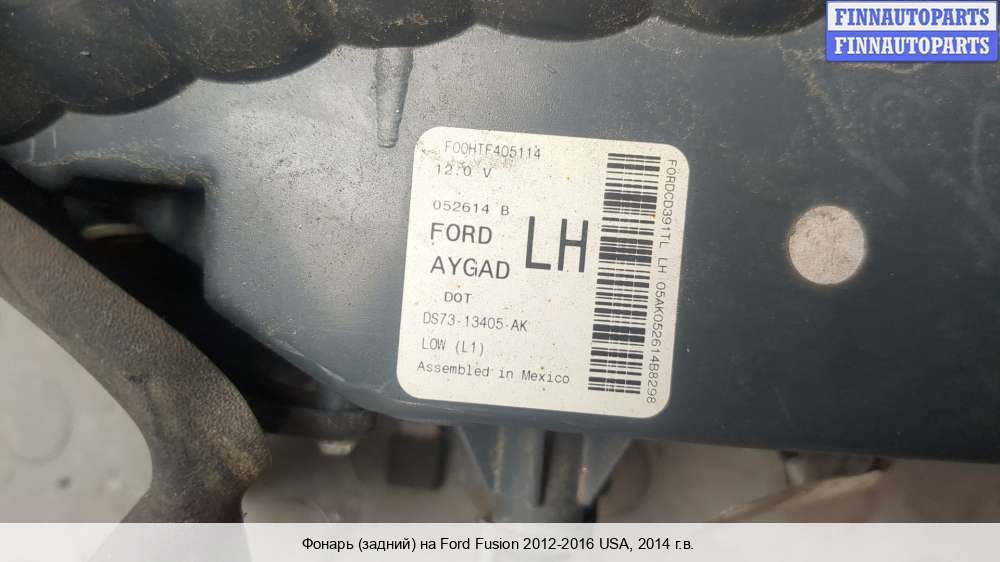 FINNAUTOPARTS
FINNAUTOPARTS
F00HTF405114
12.0 V
052614 B
FORD
LH
AYGAD
DOT
DS73-13405-AK
LOW (L1)
Assembled in Mexico
FORDCD391TL LH 05AK052614B8298
Фонарь (задний) на Ford Fusion 2012-2016 USA, 2014 г.в.